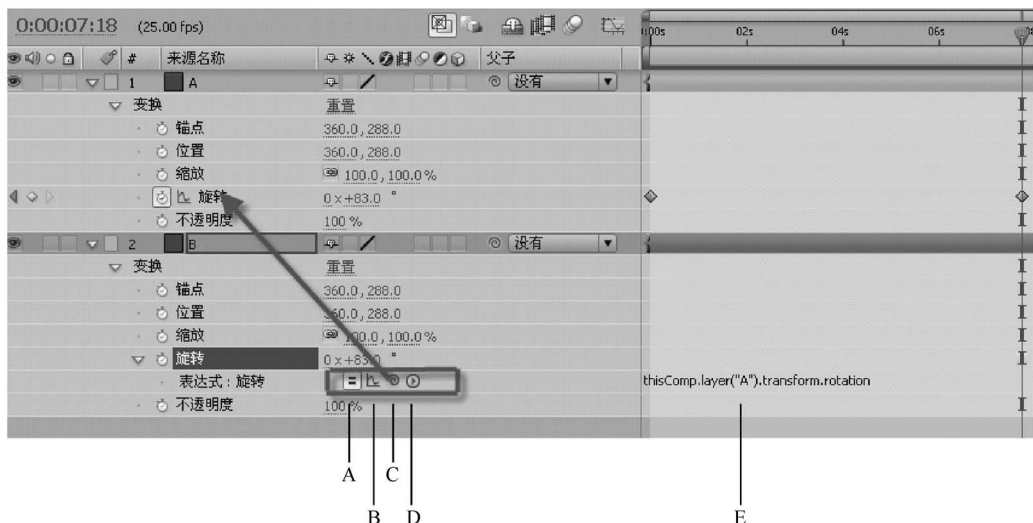 0:00:07:18 (25.00 fps)
:00s 02s 04s 06s
# 来源名称 父子
1 A 没有
变换 重置
锚点 360.0 , 288.0
位置 360.0 , 288.0
缩放 100.0 , 100.0 %
旋转 0 x +83.0 °
不透明度 100 %
2 B 没有
变换 重置
锚点 360.0 , 288.0
位置 360.0 , 288.0
缩放 100.0 , 100.0 %
旋转 0 x +83.0 °
表达式 : 旋转 thisComp.layer("A").transform.rotation
不透明度 100 %
A C
B D E